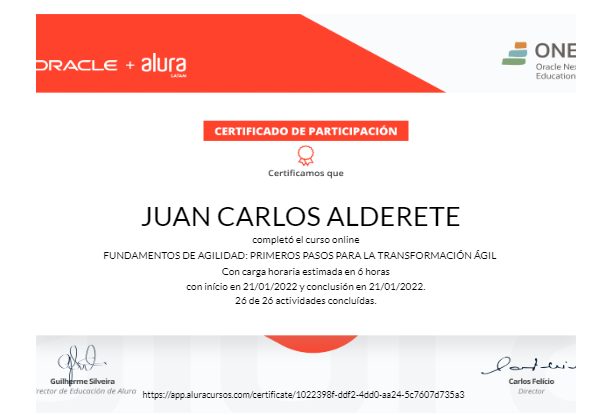 ORACLE + alura
LATAM
ONE
Oracle Ne
Education
CERTIFICADO DE PARTICIPACIÓN
Certificamos que
JUAN CARLOS ALDERETE
completó el curso online
FUNDAMENTOS DE AGILIDAD: PRIMEROS PASOS PARA LA TRANSFORMACIÓN ÁGIL
Con carga horaria estimada en 6 horas
con início en 21/01/2022 y conclusión en 21/01/2022.
26 de 26 actividades concluídas.
Guilherme Silveira
rector de Educación de Alura
https://app.aluracursos.com/certificate/1022398f-ddf2-4dd0-aa24-5c7607d735a3
Carlos Felício
Director